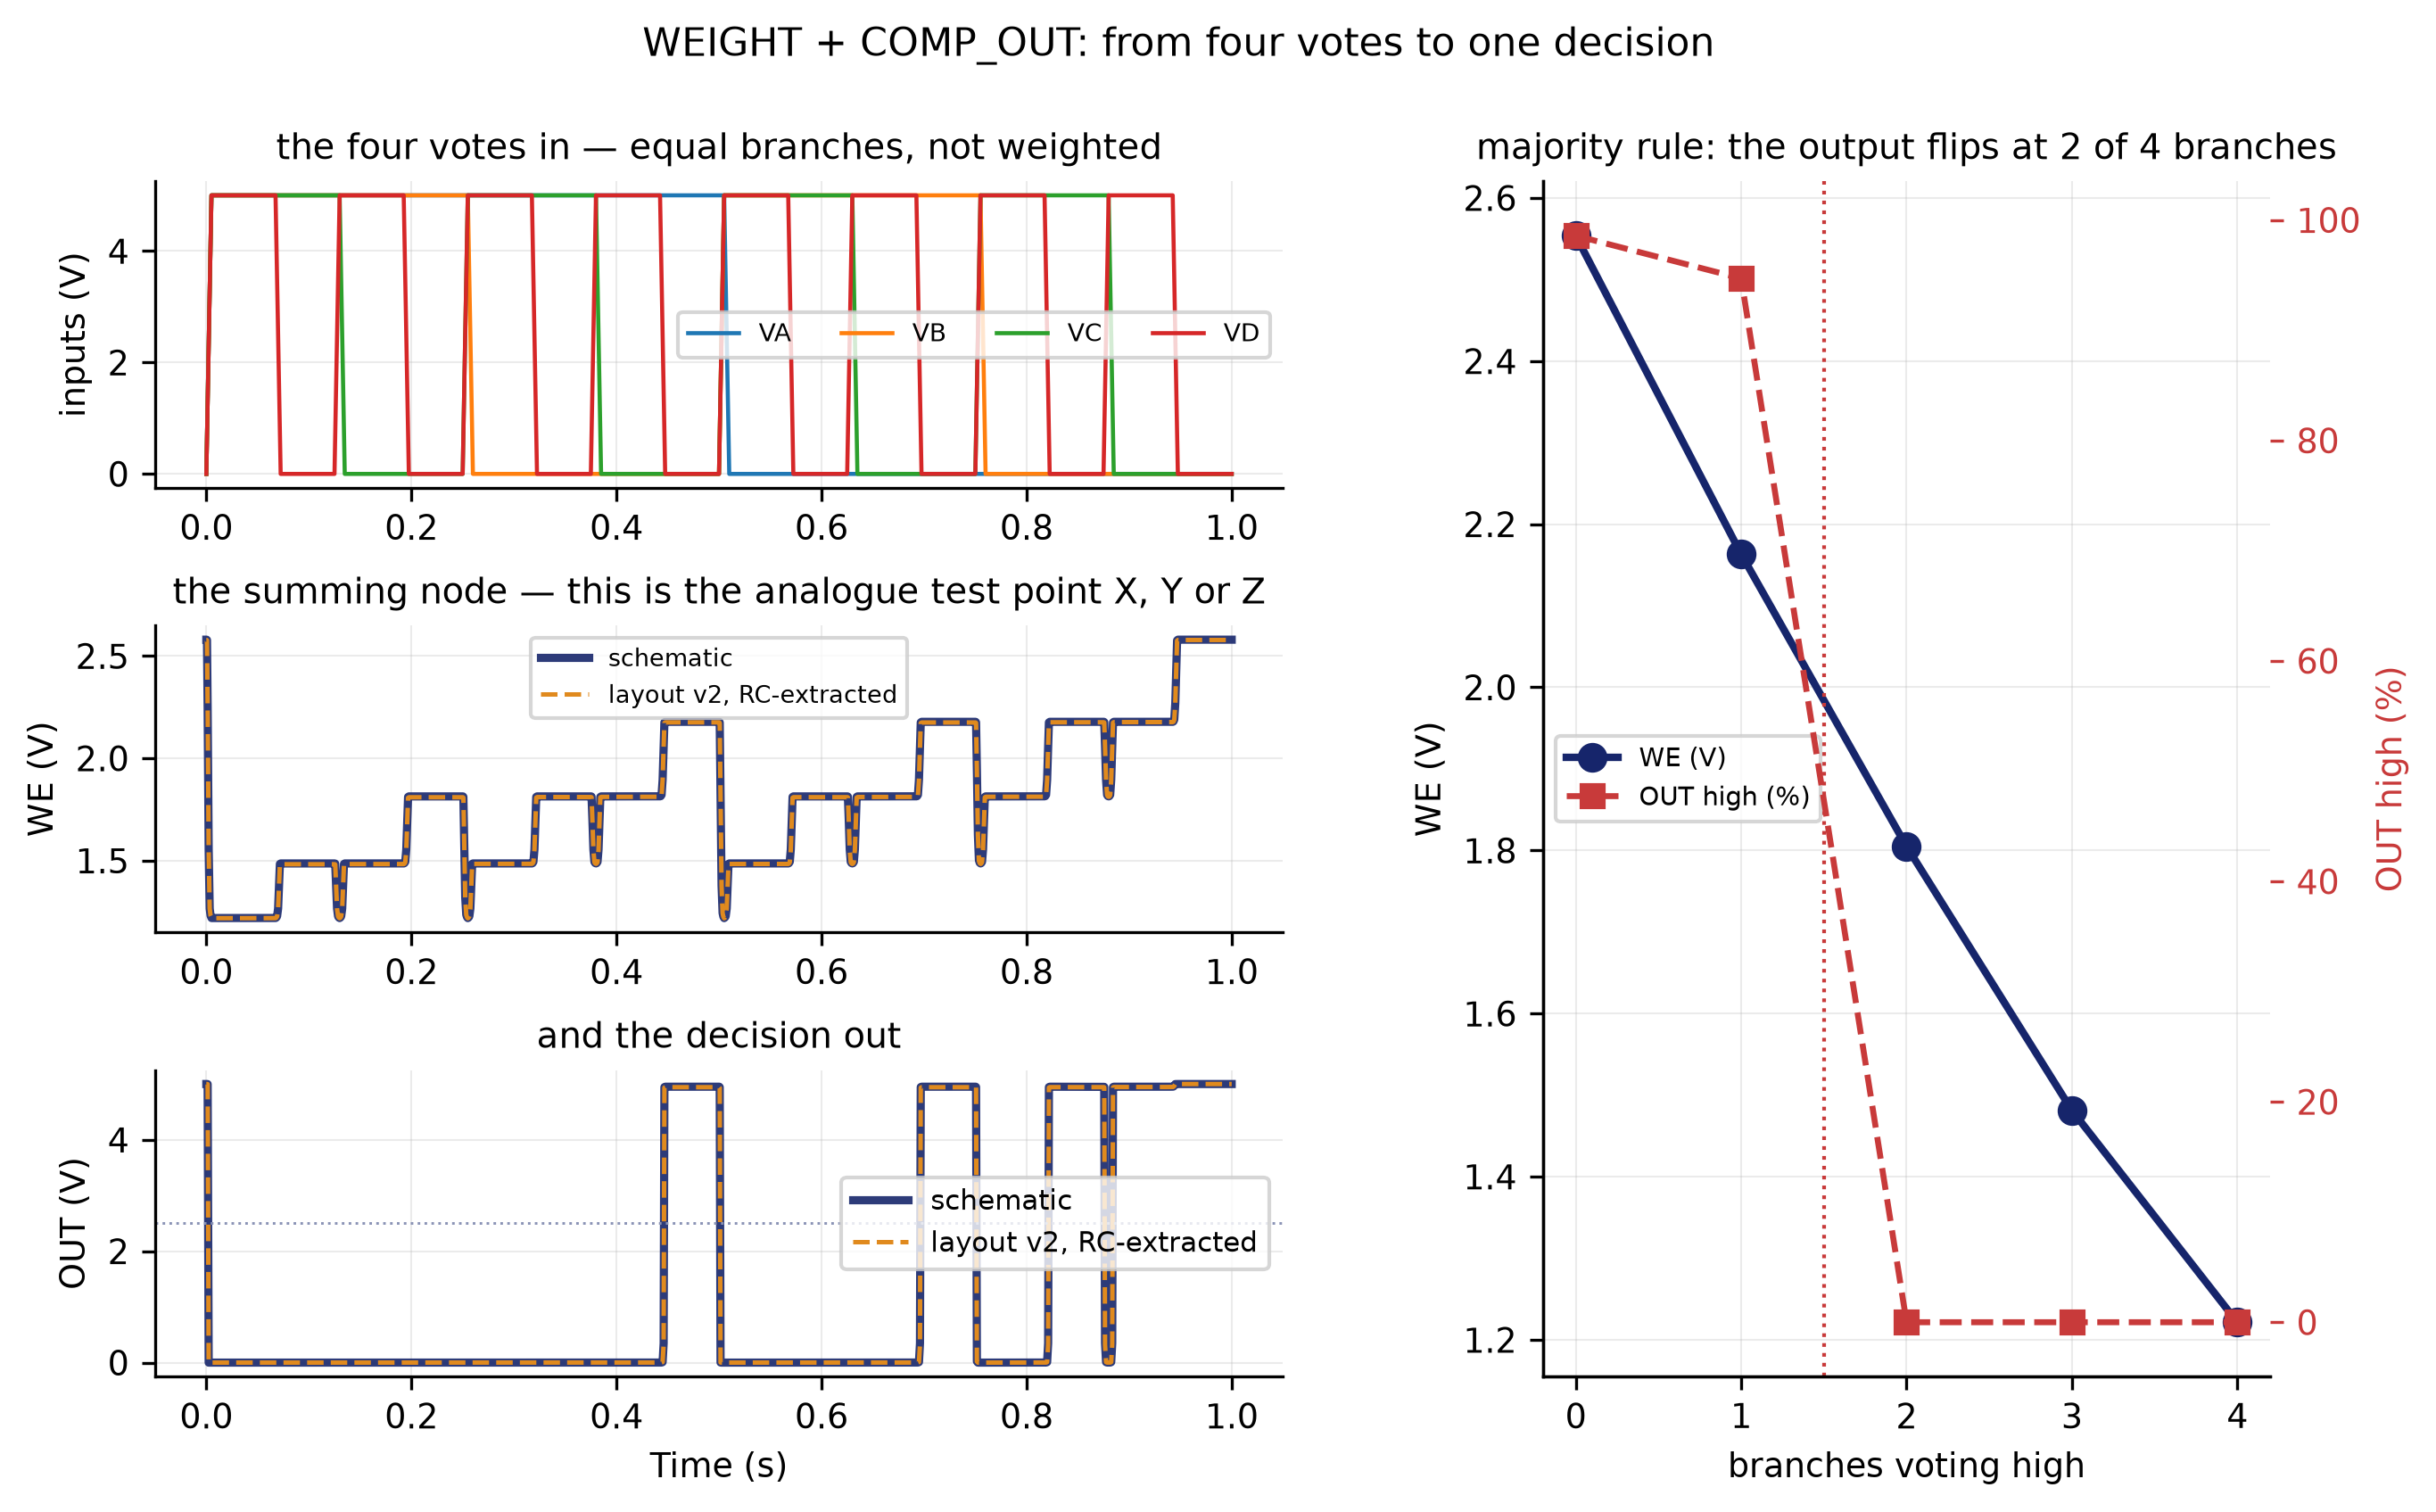 WEIGHT + COMP_OUT: from four votes to one decision
the four votes in — equal branches, not weighted
inputs (V)
4
2
0
VA VB VC VD
0.0 0.2 0.4 0.6 0.8 1.0
the summing node — this is the analogue test point X, Y or Z
WE (V)
2.5
2.0
1.5
schematic
layout v2, RC-extracted
0.0 0.2 0.4 0.6 0.8 1.0
and the decision out
OUT (V)
4
2
0
schematic
layout v2, RC-extracted
0.0 0.2 0.4 0.6 0.8 1.0
Time (s)
majority rule: the output flips at 2 of 4 branches
WE (V)
2.6
2.4
2.2
2.0
1.8
1.6
1.4
1.2
WE (V)
OUT high (%)
100
80
60
40
20
0
OUT high (%)
0 1 2 3 4
branches voting high